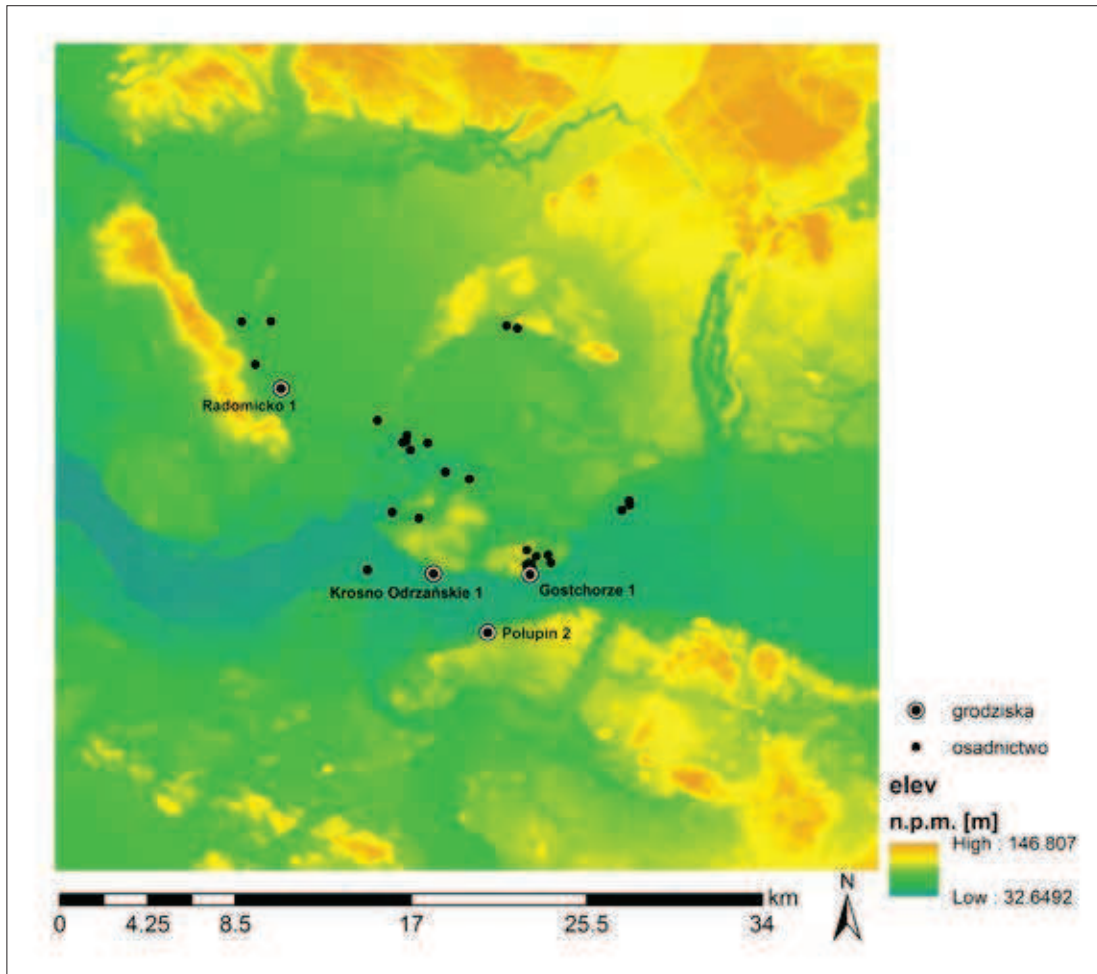 Radomicko 1
Krosno Odrzańskie 1
Gostchorze 1
Połupin 2
grodziska
osadnictwo
elev
n.p.m. [m]
High : 146.807
Low : 32.6492
km
N
0 4.25 8.5 17 25.5 34